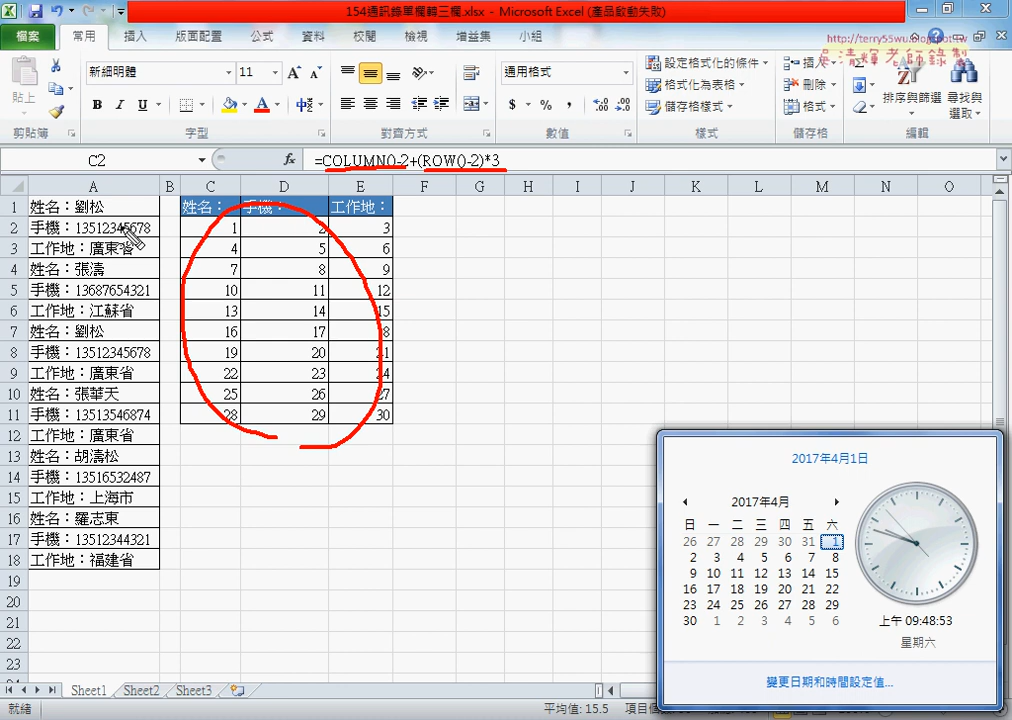 154通訊錄單欄轉三欄.xlsx - Microsoft Excel (產品啟動失敗)
檔案 常用 插入 版面配置 公式 資料 校閱 檢視 增益集 小組
http://terry55wu.blogspot.tw
吳清輝老師錄製
貼上 新細明體 11 通用格式 設定格式化的條件 插入 Σ
B I U A 中 $ % , 格式化為表格 刪除 排序與篩選 尋找與選取
儲存格樣式 格式
剪貼簿 字型 對齊方式 數值 樣式 儲存格 編輯
C2 fx =COLUMN()-2+(ROW()-2)*3
A B C D E F G H I J K L M N O
1 姓名：劉松 姓名： 手機： 工作地：
2 手機：13512345678 1 2 3
3 工作地：廣東省 4 5 6
4 姓名：張濤 7 8 9
5 手機：13687654321 10 11 12
6 工作地：江蘇省 13 14 15
7 姓名：劉松 16 17 18
8 手機：13512345678 19 20 21
9 工作地：廣東省 22 23 24
10 姓名：張華天 25 26 27
11 手機：13513546874 28 29 30
12 工作地：廣東省
13 姓名：胡濤松
14 手機：13516532487
15 工作地：上海市
16 姓名：羅志東
17 手機：13512344321
18 工作地：福建省
19
20
21
22
23
2017年4月1日
2017年4月
日 一 二 三 四 五 六
26 27 28 29 30 31 1
2 3 4 5 6 7 8
9 10 11 12 13 14 15
16 17 18 19 20 21 22
23 24 25 26 27 28 29
30 1 2 3 4 5 6
上午 09:48:53
星期六
變更日期和時間設定值...
Sheet1 Sheet2 Sheet3
就緒 平均值: 15.5